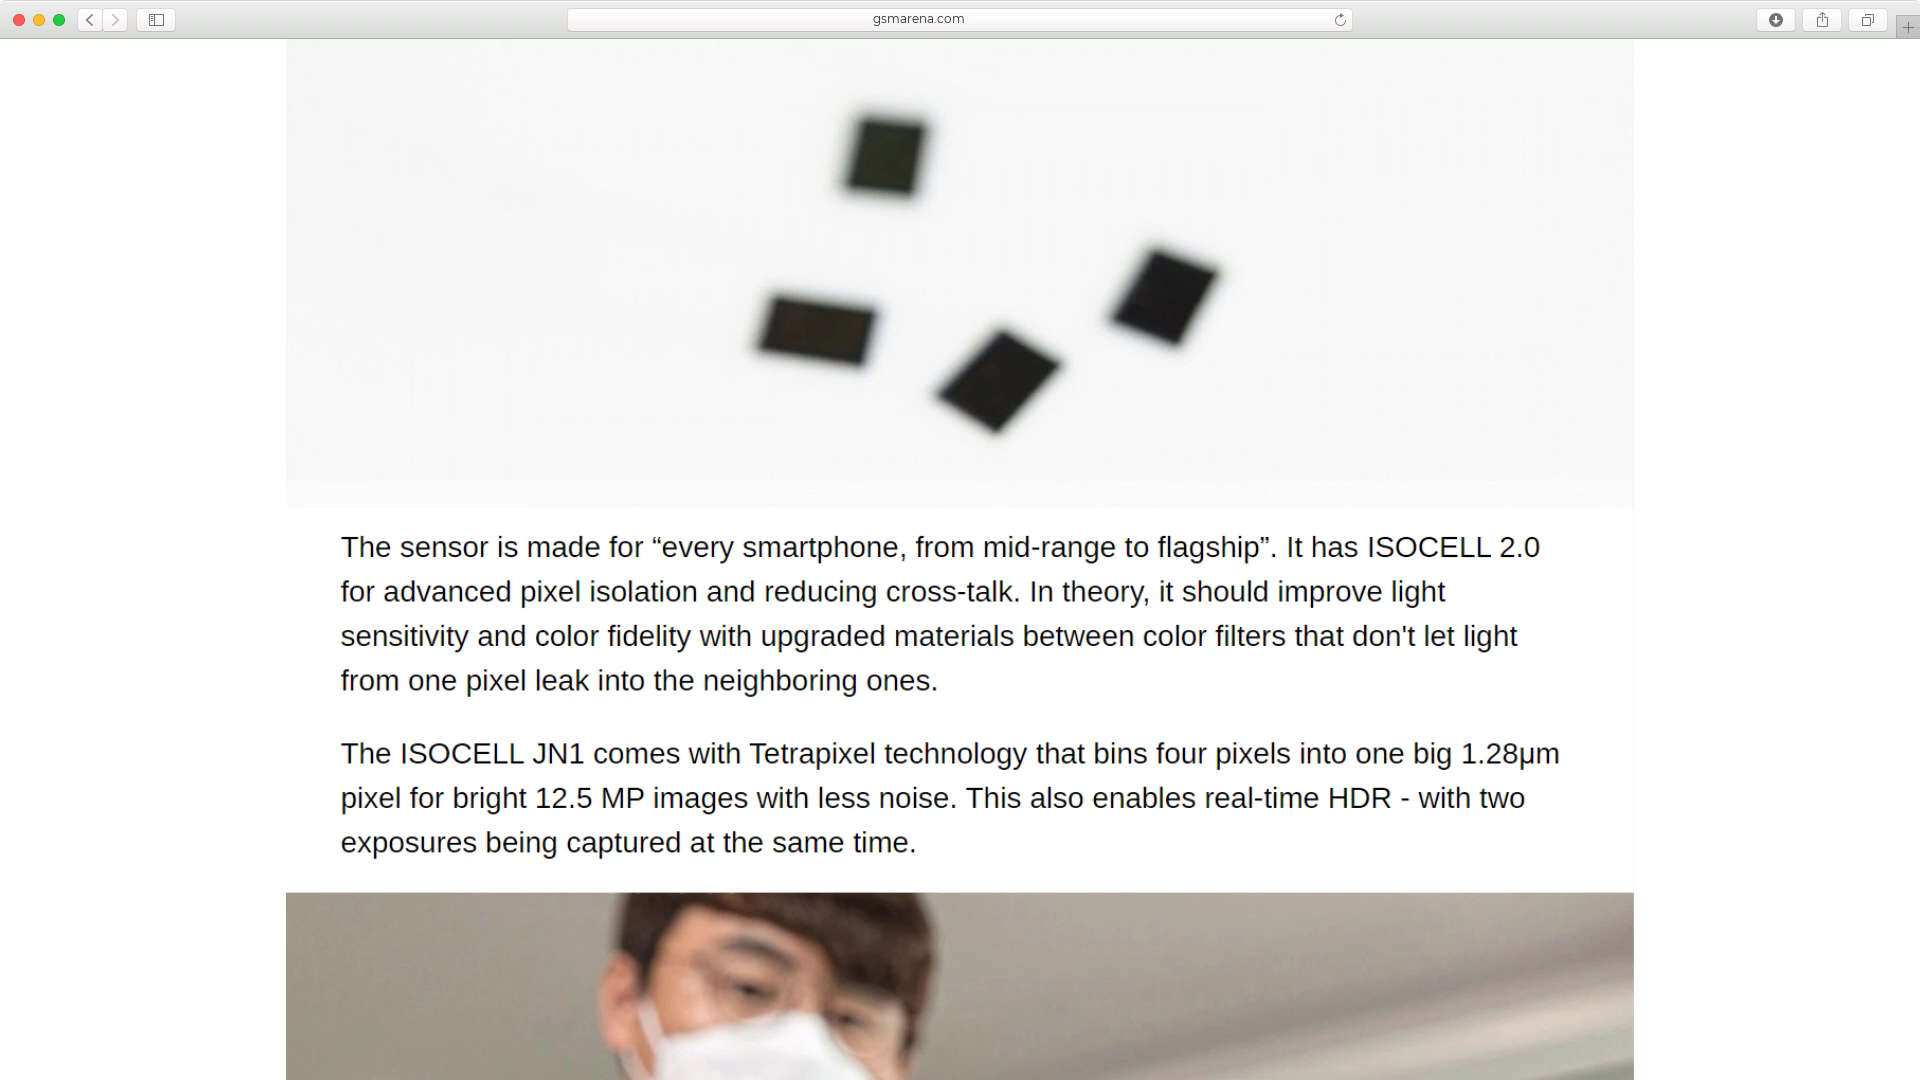 gsmarena.com
The sensor is made for “every smartphone, from mid-range to flagship”. It has ISOCELL 2.0
for advanced pixel isolation and reducing cross-talk. In theory, it should improve light
sensitivity and color fidelity with upgraded materials between color filters that don't let light
from one pixel leak into the neighboring ones.
The ISOCELL JN1 comes with Tetrapixel technology that bins four pixels into one big 1.28μm
pixel for bright 12.5 MP images with less noise. This also enables real-time HDR - with two
exposures being captured at the same time.